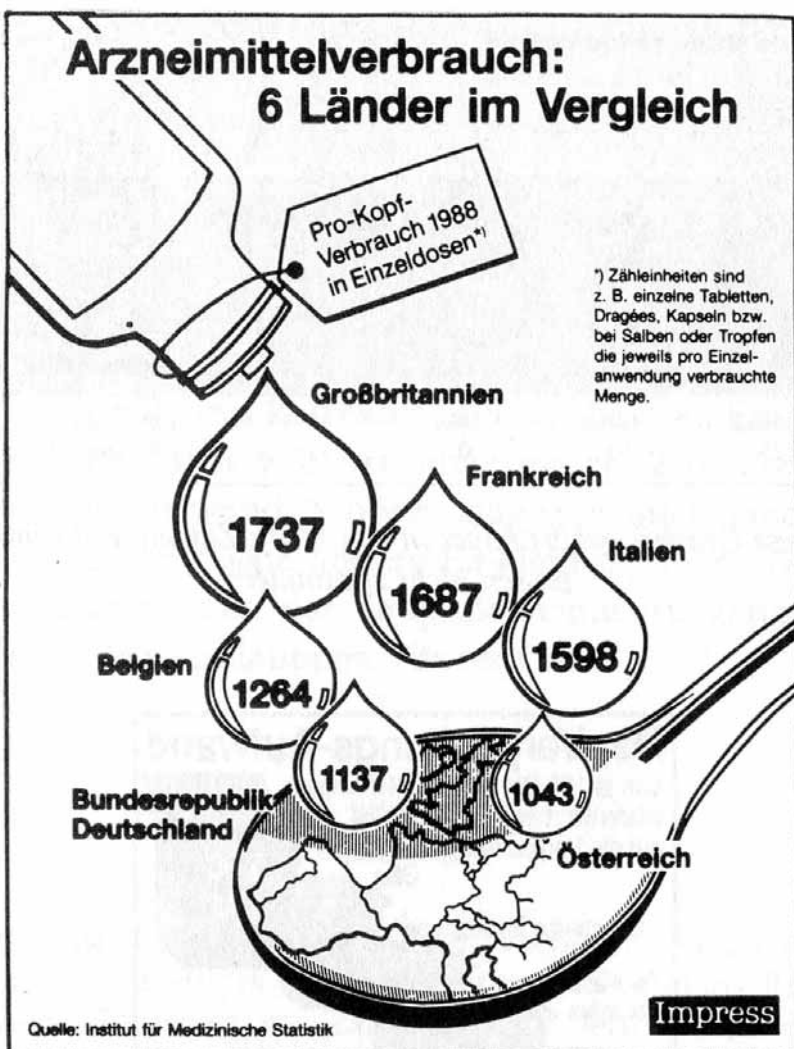 Arzneimittelverbrauch:
6 Länder im Vergleich
Pro-Kopf-
Verbrauch 1988
in Einzeldosen*)
*) Zähleinheiten sind
z. B. einzelne Tabletten,
Dragées, Kapseln bzw.
bei Salben oder Tropfen
die jeweils pro Einzel-
anwendung verbrauchte
Menge.
Großbritannien
1737
Frankreich
1687
Italien
1598
Belgien
1264
Bundesrepublik
Deutschland
1137
1043
Österreich
Quelle: Institut für Medizinische Statistik
Impress